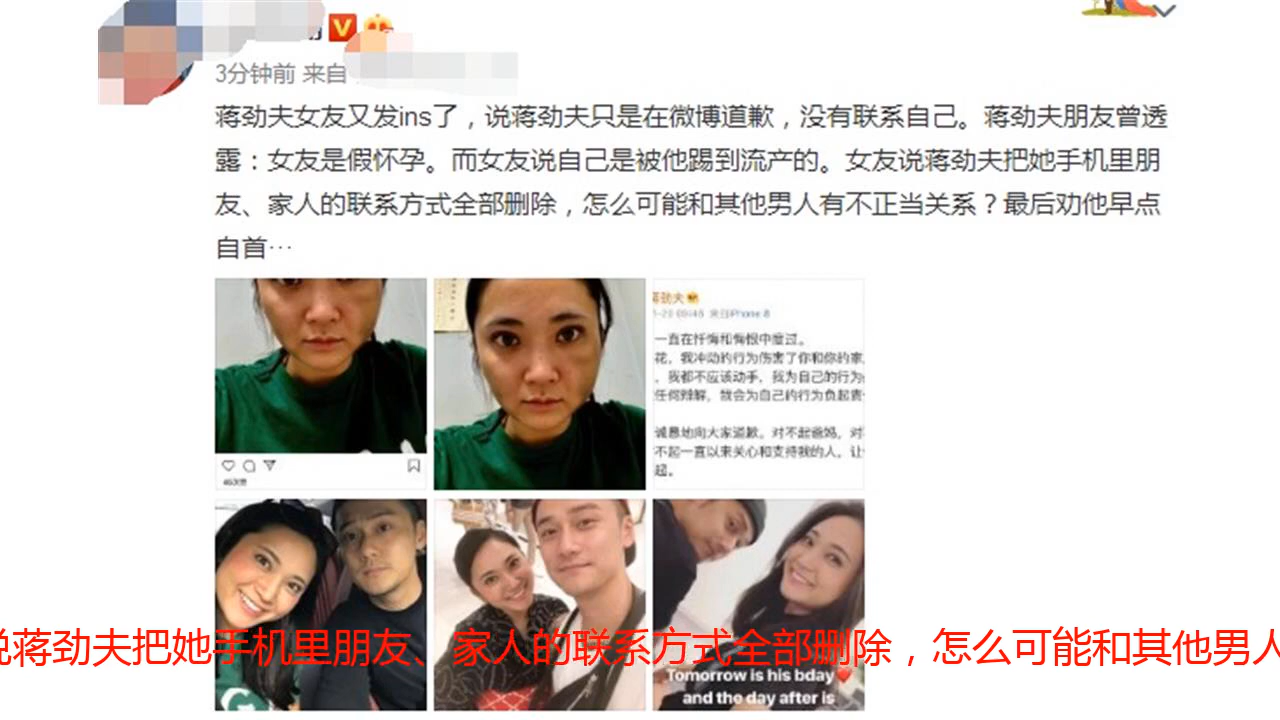 3分钟前 来自
蒋劲夫女友又发ins了，说蒋劲夫只是在微博道歉，没有联系自己。蒋劲夫朋友曾透
露：女友是假怀孕。而女友说自己是被他踢到流产的。女友说蒋劲夫把她手机里朋
友、家人的联系方式全部删除，怎么可能和其他男人有不正当关系？最后劝他早点
自首…
蒋劲夫
iPhone 8
一直在忏悔和悔恨中度过。
花，我冲动的行为伤害了你和你的家
，我都不应该动手，我为自己的行为
任何辩解，我会为自己的行为负起责
诚恳地向大家道歉。对不起爸妈，对
不起一直以来关心和支持我的人。让
起。
说蒋劲夫把她手机里朋友、家人的联系方式全部删除，怎么可能和其他男人
Tomorrow is his bday
and the day after is